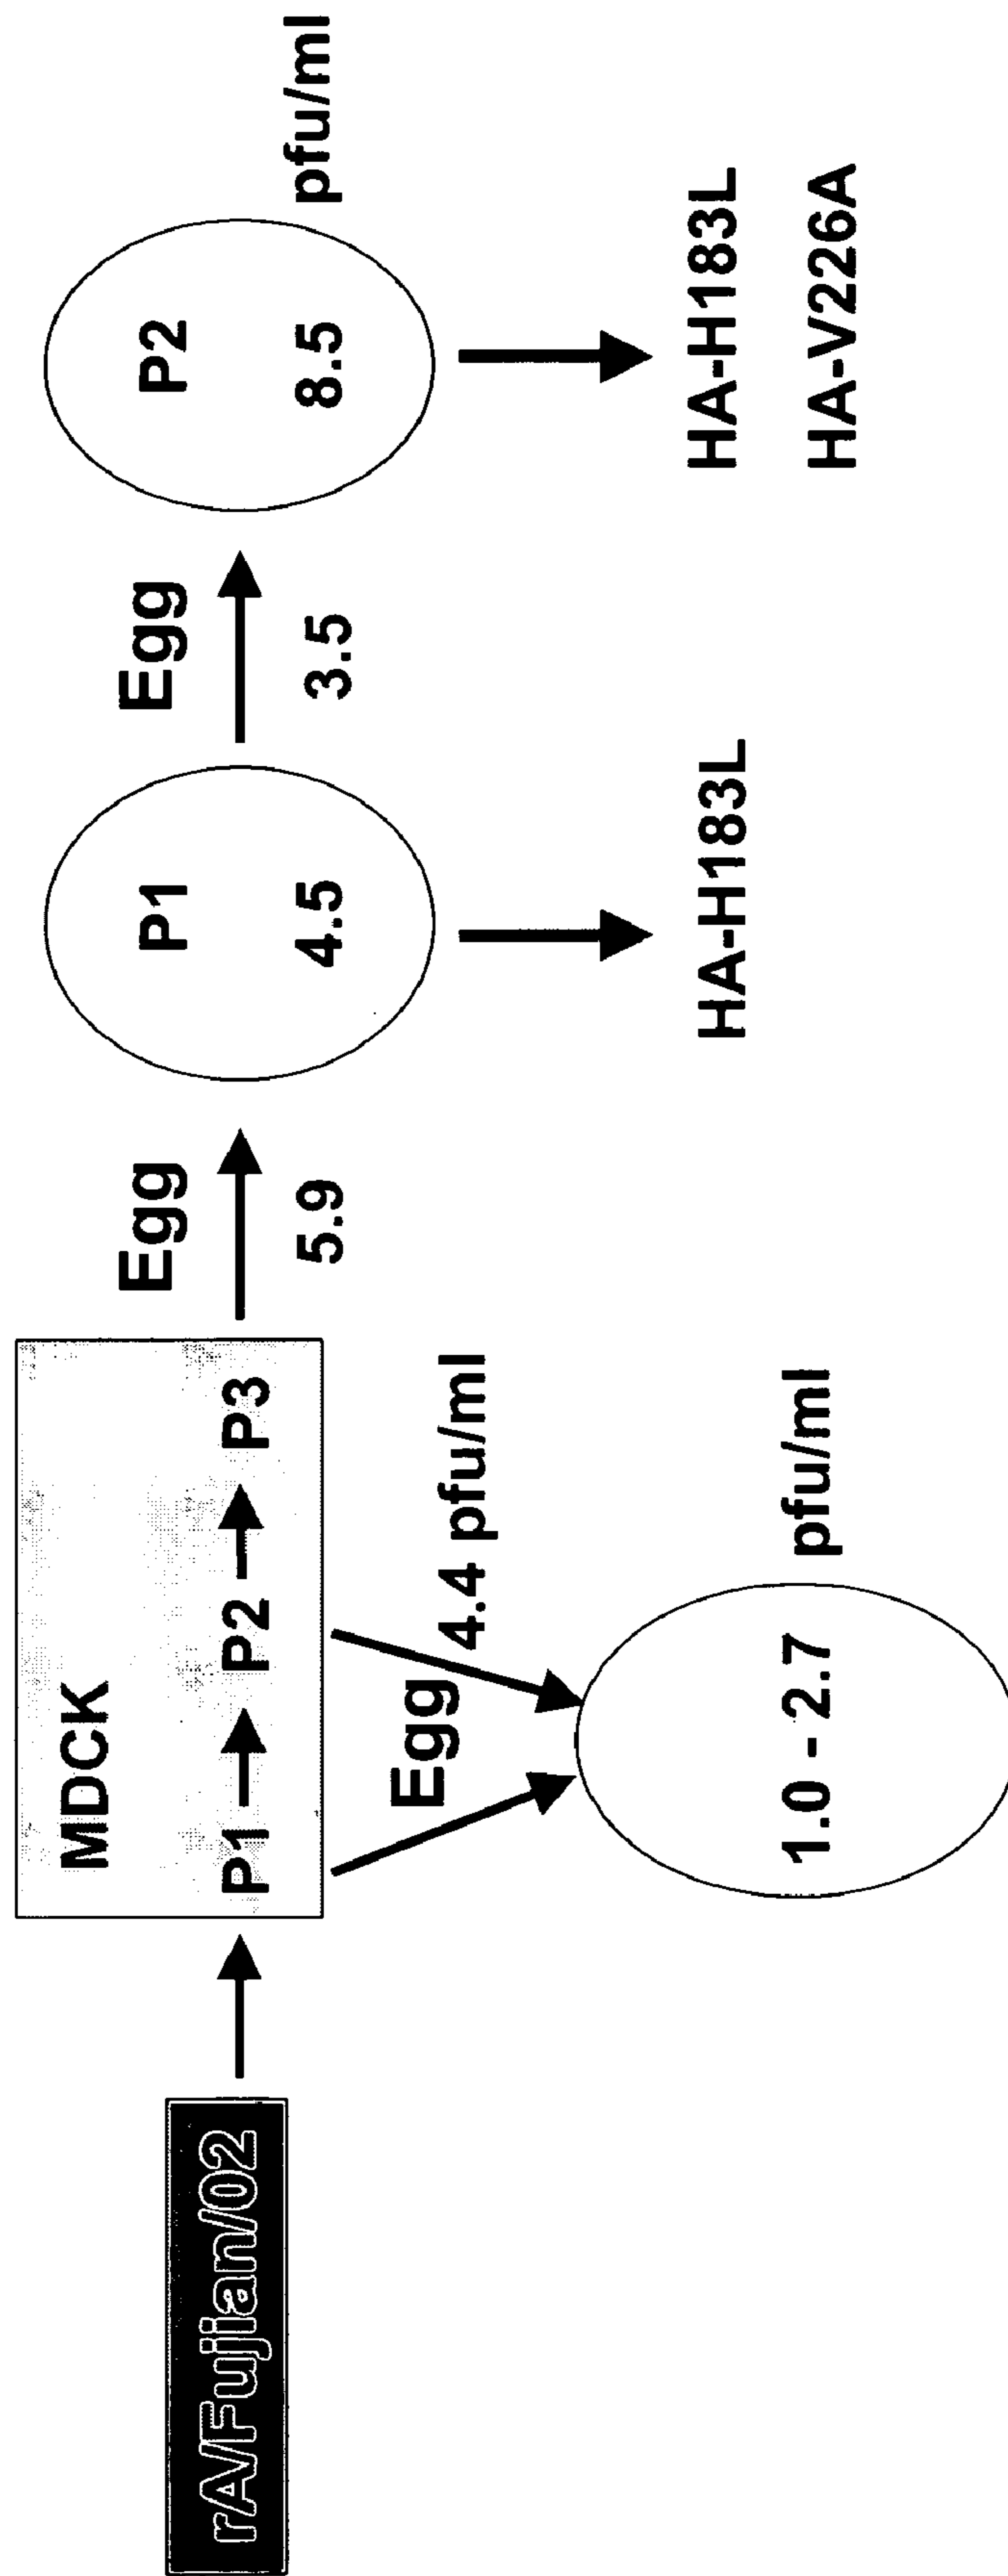 rA/Fujian/02
MDCK
P1 P2 P3
Egg
4.4 pfu/ml
1.0 - 2.7
pfu/ml
Egg
5.9
P1
4.5
HA-H183L
Egg
3.5
P2
8.5
pfu/ml
HA-H183L
HA-V226A